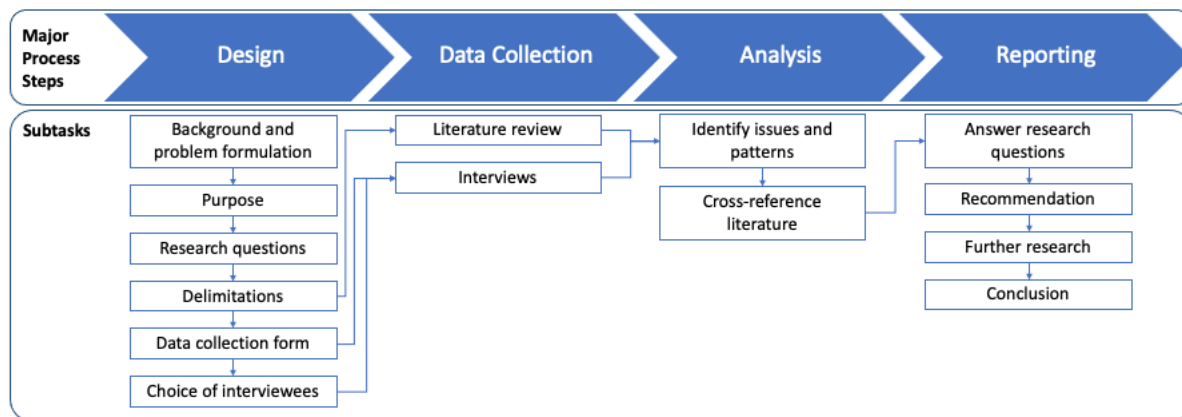 Major
Process
Steps
Design
Data Collection
Analysis
Reporting
Subtasks
Background and
problem formulation
Purpose
Research questions
Delimitations
Data collection form
Choice of interviewees
Literature review
Interviews
Identify issues and
patterns
Cross-reference
literature
Answer research
questions
Recommendation
Further research
Conclusion